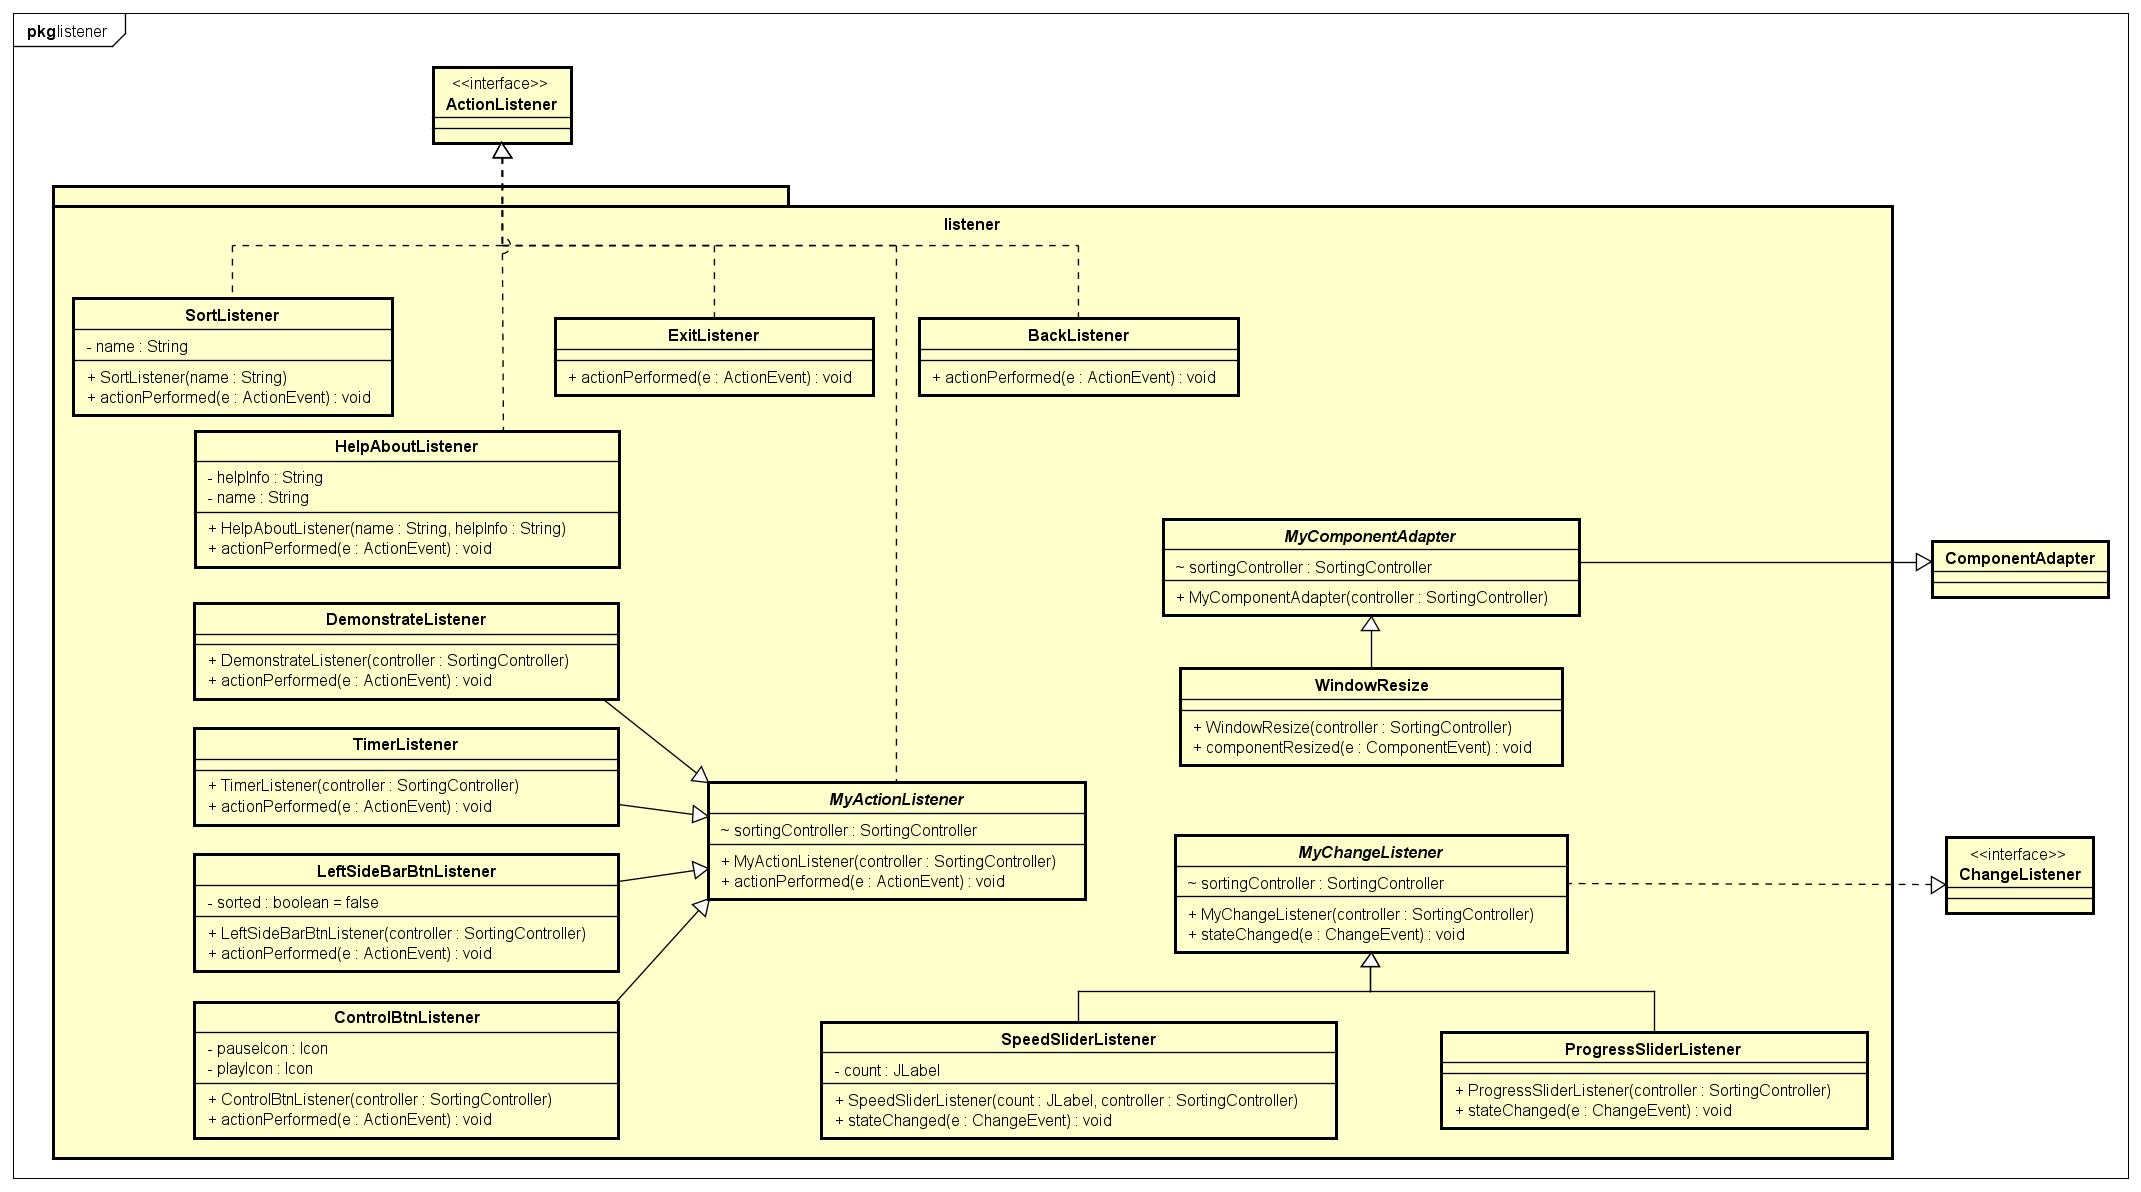 pkg listener
<<interface>>
ActionListener
listener
SortListener
- name : String
+ SortListener(name : String)
+ actionPerformed(e : ActionEvent) : void
ExitListener
+ actionPerformed(e : ActionEvent) : void
BackListener
+ actionPerformed(e : ActionEvent) : void
HelpAboutListener
- helpInfo : String
- name : String
+ HelpAboutListener(name : String, helpInfo : String)
+ actionPerformed(e : ActionEvent) : void
MyComponentAdapter
~ sortingController : SortingController
+ MyComponentAdapter(controller : SortingController)
ComponentAdapter
DemonstrateListener
+ DemonstrateListener(controller : SortingController)
+ actionPerformed(e : ActionEvent) : void
WindowResize
+ WindowResize(controller : SortingController)
+ componentResized(e : ComponentEvent) : void
TimerListener
+ TimerListener(controller : SortingController)
+ actionPerformed(e : ActionEvent) : void
MyActionListener
~ sortingController : SortingController
+ MyActionListener(controller : SortingController)
+ actionPerformed(e : ActionEvent) : void
MyChangeListener
~ sortingController : SortingController
+ MyChangeListener(controller : SortingController)
+ stateChanged(e : ChangeEvent) : void
<<interface>>
ChangeListener
LeftSideBarBtnListener
- sorted : boolean = false
+ LeftSideBarBtnListener(controller : SortingController)
+ actionPerformed(e : ActionEvent) : void
ControlBtnListener
- pauseIcon : Icon
- playIcon : Icon
+ ControlBtnListener(controller : SortingController)
+ actionPerformed(e : ActionEvent) : void
SpeedSliderListener
- count : JLabel
+ SpeedSliderListener(count : JLabel, controller : SortingController)
+ stateChanged(e : ChangeEvent) : void
ProgressSliderListener
+ ProgressSliderListener(controller : SortingController)
+ stateChanged(e : ChangeEvent) : void